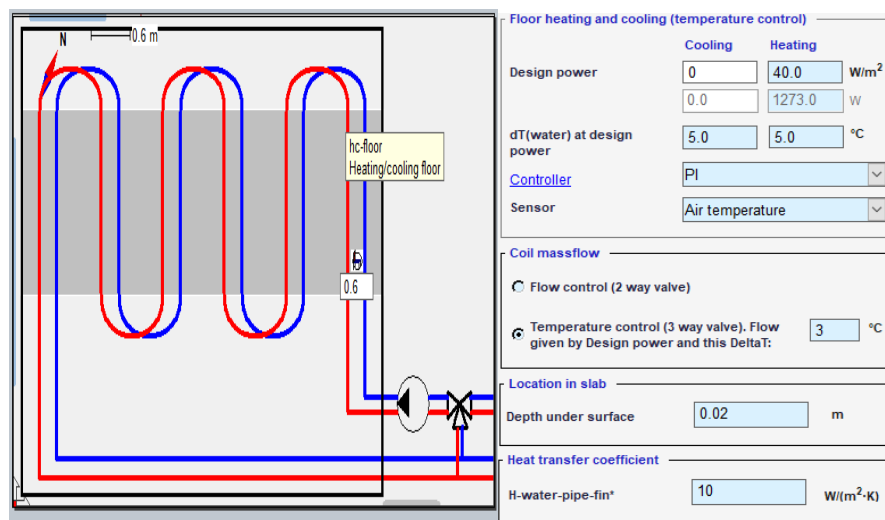 N
0.6 m
hc-floor
Heating/cooling floor
0.6
Floor heating and cooling (temperature control)
Cooling Heating
Design power 0 40.0 W/m²
0.0 1273.0 W
dT(water) at design power 5.0 5.0 °C
Controller PI
Sensor Air temperature
Coil massflow
Flow control (2 way valve)
Temperature control (3 way valve). Flow
given by Design power and this DeltaT: 3 °C
Location in slab
Depth under surface 0.02 m
Heat transfer coefficient
H-water-pipe-fin* 10 W/(m²·K)